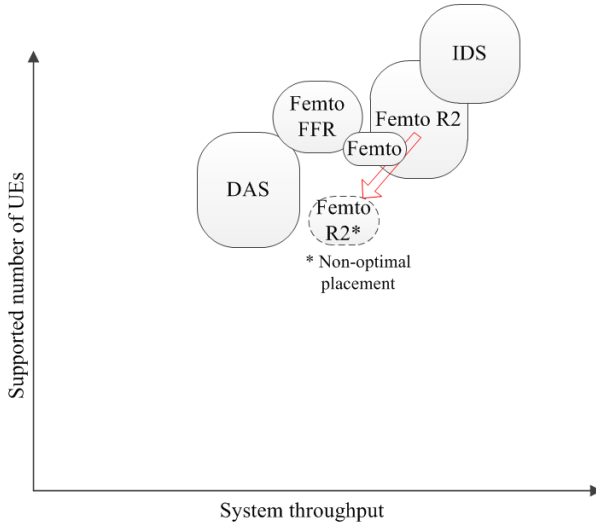 IDS
Femto
FFR
Femto R2
Femto
DAS
Femto
R2*
* Non-optimal
placement
Supported number of UEs
System throughput